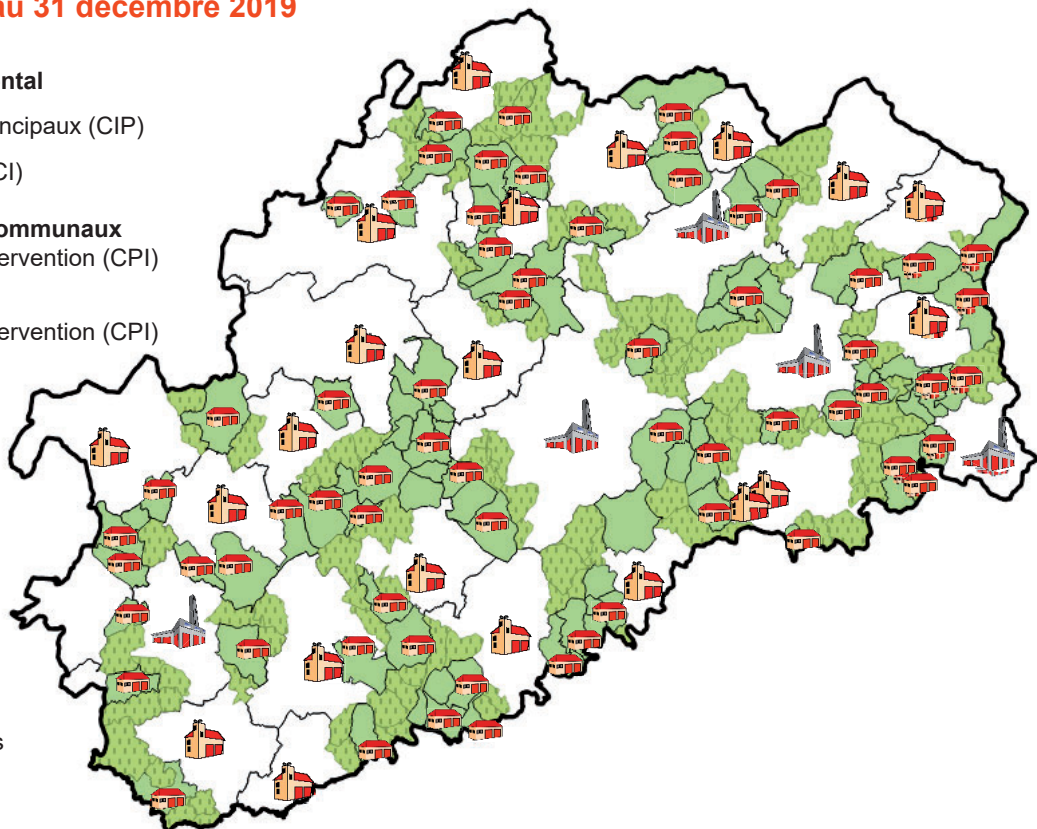 au 31 décembre 2019
ntal
ncipaux (CIP)
CI)
ommunaux
ervention (CPI)
ervention (CPI)
s